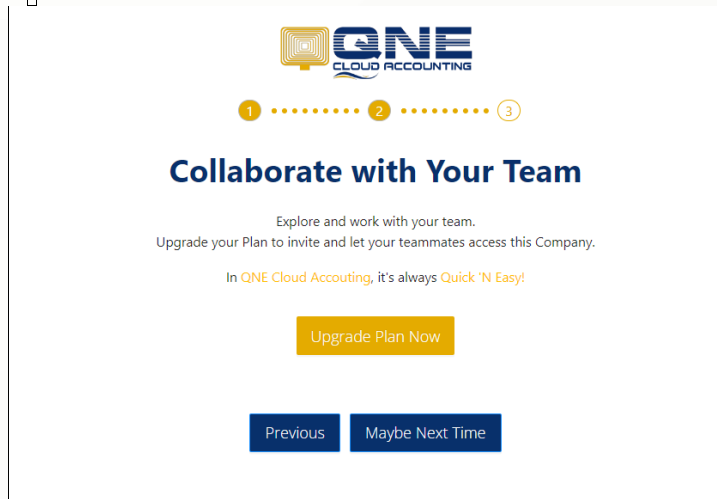 QNE
CLOUD ACCOUNTING
1 2 3
Collaborate with Your Team
Explore and work with your team.
Upgrade your Plan to invite and let your teammates access this Company.
In QNE Cloud Accouting, it's always Quick 'N Easy!
Upgrade Plan Now
Previous Maybe Next Time